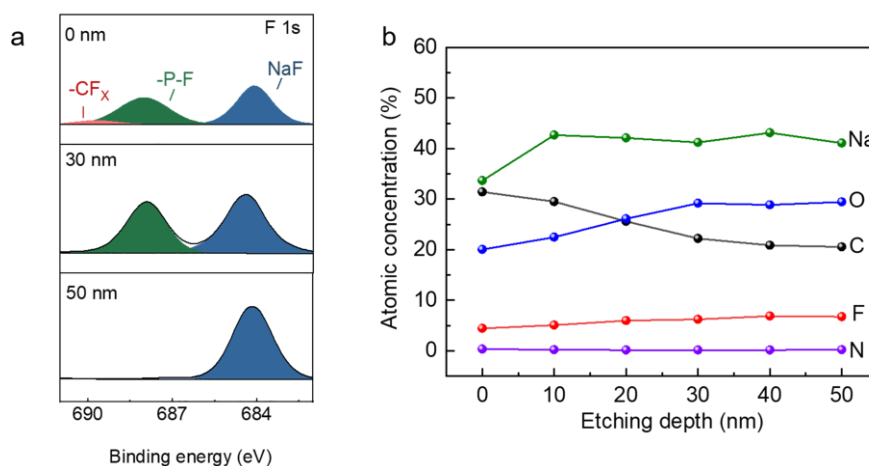 a
0 nm
F 1s
-CFX
-P-F
NaF
30 nm
50 nm
690
687
684
Binding energy (eV)
b
Atomic concentration (%)
60
50
40
30
20
10
0
Na
O
C
F
N
0 10 20 30 40 50
Etching depth (nm)